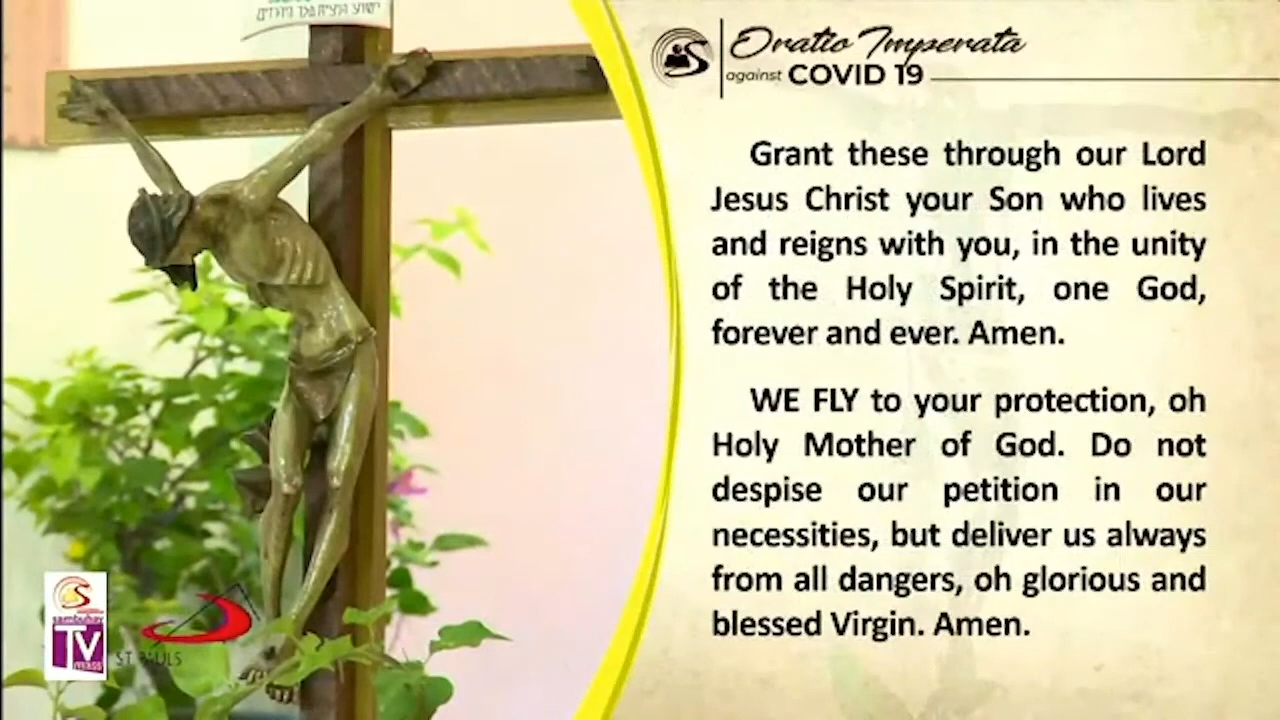 Oratio Imperata
against COVID 19
Grant these through our Lord
Jesus Christ your Son who lives
and reigns with you, in the unity
of the Holy Spirit, one God,
forever and ever. Amen.
WE FLY to your protection, oh
Holy Mother of God. Do not
despise our petition in our
necessities, but deliver us always
from all dangers, oh glorious and
blessed Virgin. Amen.
sambuhay
TV
mass
ST PAULS